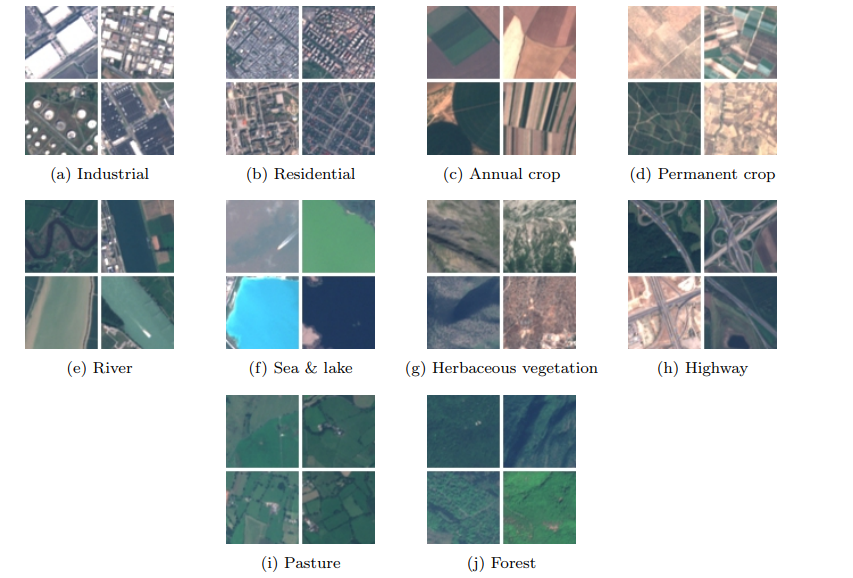 (a) Industrial
(b) Residential
(c) Annual crop
(d) Permanent crop
(e) River
(f) Sea & lake
(g) Herbaceous vegetation
(h) Highway
(i) Pasture
(j) Forest